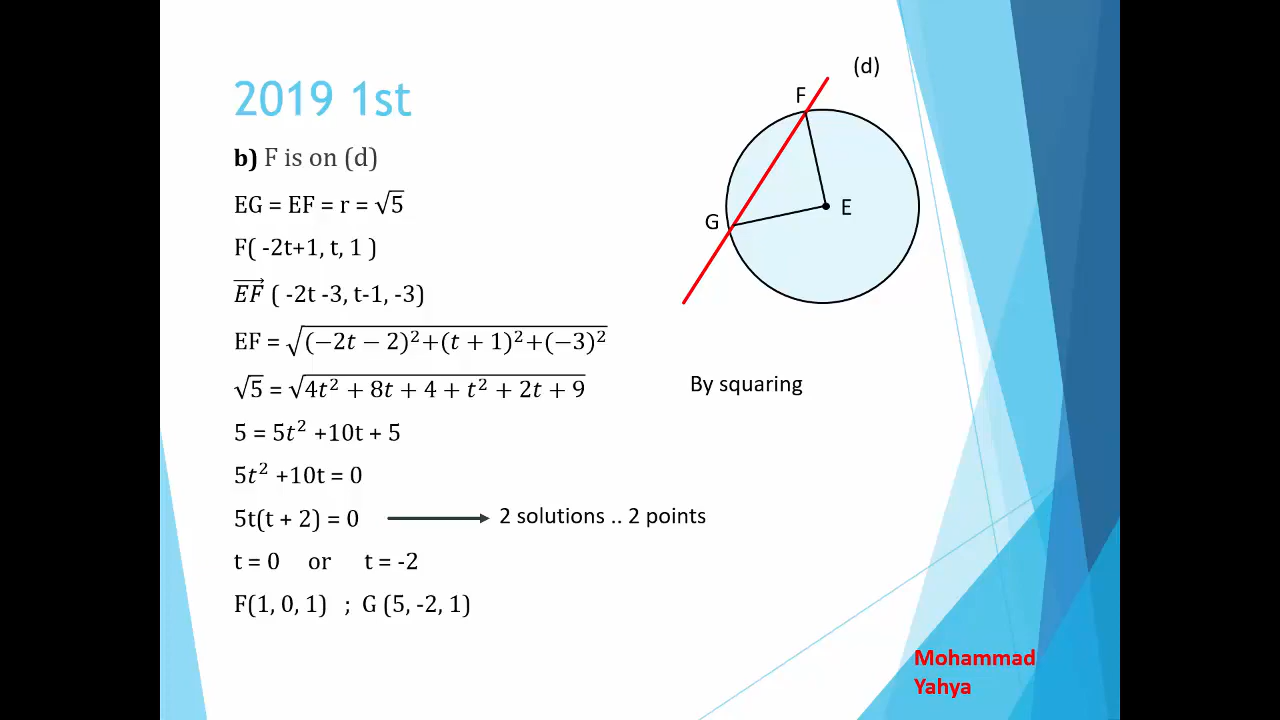 2019 1st
(d)
F
b) F is on (d)
EG = EF = r = √5
E
G
F( -2t+1, t, 1 )
$\overrightarrow{EF}$ ( -2t -3, t-1, -3)
EF = √((−2t − 2)²+(t + 1)²+(−3)²)
√5 = √(4t² + 8t + 4 + t² + 2t + 9)
By squaring
5 = 5t² +10t + 5
5t² +10t = 0
5t(t + 2) = 0
2 solutions .. 2 points
t = 0 or t = -2
F(1, 0, 1) ; G (5, -2, 1)
Mohammad
Yahya